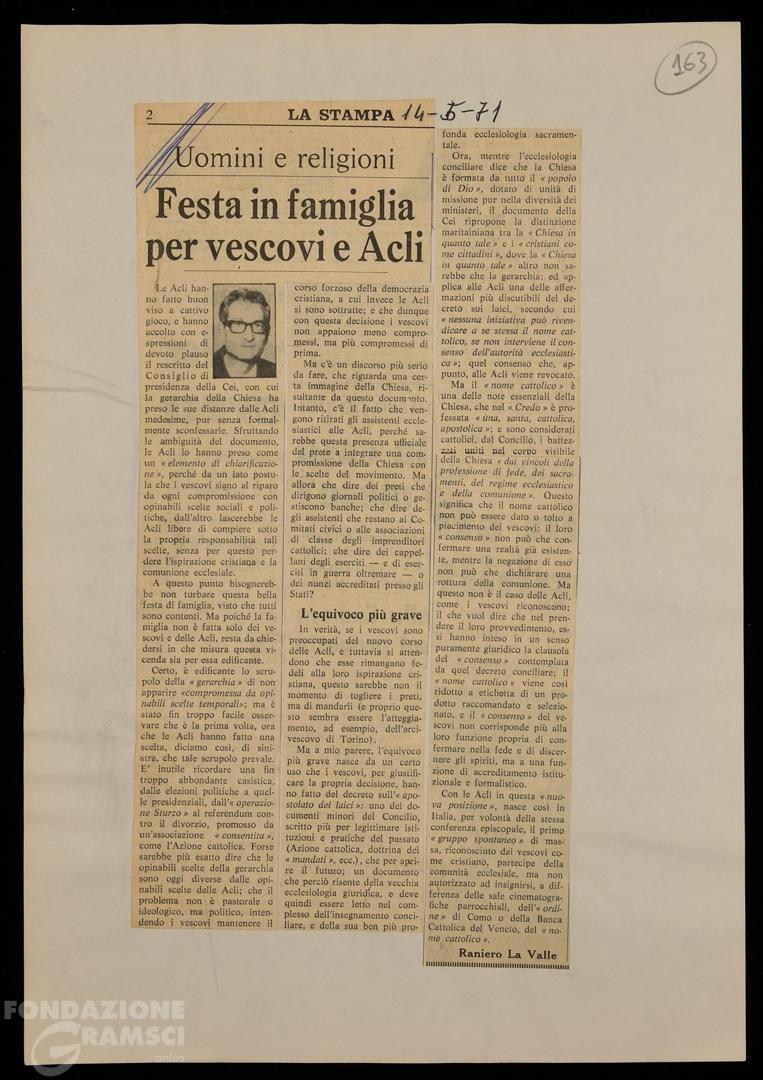 163
2
LA STAMPA 14-5-71
Uomini e religioni
Festa in famiglia
per vescovi e Acli
Le Acli han-
no fatto buon
viso a cattivo
gioco, e hanno
accolto con e-
spressioni di
devoto plauso
il rescritto del
Consiglio di
presidenza della Cei, con cui
la gerarchia della Chiesa ha
preso le sue distanze dalle Acli
medesime, pur senza formal-
mente sconfessarle. Sfruttando
le ambiguità del documento,
le Acli lo hanno preso come
un « elemento di chiarificazio-
ne », perché da un lato postu-
la che i vescovi siano al riparo
da ogni compromissione con
opinabili scelte sociali e poli-
tiche, dall'altro lascerebbe le
Acli libere di compiere sotto
la propria responsabilità tali
scelte, senza per questo per-
dere l'ispirazione cristiana e la
comunione ecclesiale.
A questo punto bisognereb-
be non turbare questa bella
festa di famiglia, visto che tutti
sono contenti. Ma poiché la fa-
miglia non è fatta solo dei ve-
scovi e delle Acli, resta da chie-
dersi in che misura questa vi-
cenda sia per essa edificante.
Certo, è edificante lo scru-
polo della « gerarchia » di non
apparire «compromessa da opi-
nabili scelte temporali»; ma è
stato fin troppo facile osser-
vare che è la prima volta, ora
che le Acli hanno fatto una
scelta, diciamo così, di sini-
stra, che tale scrupolo prevale.
E' inutile ricordare una fin
troppo abbondante casistica,
dalle elezioni politiche a quel-
le presidenziali, dall'« operazio-
ne Sturzo » al referendum con-
tro il divorzio, promosso da
un'associazione « consentita »,
come l'Azione cattolica. Forse
sarebbe più esatto dire che le
opinabili scelte della gerarchia
sono oggi diverse dalle opi-
nabili scelte delle Acli; che il
problema non è pastorale o
ideologico, ma politico, inten-
dendo i vescovi mantenere il
corso forzoso della democrazia
cristiana, a cui invece le Acli
si sono sottratte; e che dunque
con questa decisione i vescovi
non appaiono meno compro-
messi, ma più compromessi di
prima.
Ma c'è un discorso più serio
da fare, che riguarda una cer-
ta immagine della Chiesa, ri-
sultante da questo documento.
Intanto, c'è il fatto che ven-
gono ritirati gli assistenti eccle-
siastici alle Acli, perché sa-
rebbe questa presenza ufficiale
del prete a integrare una com-
promissione della Chiesa con
le scelte del movimento. Ma
allora che dire dei preti che
dirigono giornali politici o ge-
stiscono banche; che dire de-
gli assistenti che restano ai Co-
mitati civici o alle associazioni
di classe degli imprenditori
cattolici; che dire dei cappel-
lani degli eserciti — e di eser-
citi in guerra oltremare — o
dei nunzi accreditati presso gli
Stati?
L'equivoco più grave
In verità, se i vescovi sono
preoccupati del nuovo corso
delle Acli, e tuttavia si atten-
dono che esse rimangano fe-
deli alla loro ispirazione cri-
stiana, questo sarebbe non il
momento di togliere i preti,
ma di mandarli (e proprio que-
sto sembra essere l'atteggia-
mento, ad esempio, dell'arci-
vescovo di Torino).
Ma a mio parere, l'equivoco
più grave nasce da un certo
uso che i vescovi, per giustifi-
care la propria decisione, han-
no fatto del decreto sull'« apo-
stolato dei laici »: uno dei do-
cumenti minori del Concilio,
scritto più per legittimare isti-
tuzioni e pratiche del passato
(Azione cattolica, dottrina dei
« mandati », ecc.), che per apri-
re il futuro; un documento
che perciò risente della vecchia
ecclesiologia giuridica, e deve
quindi essere letto nel com-
plesso dell'insegnamento conci-
liare, e della sua ben più pro-
fonda ecclesiologia sacramen-
tale.
Ora, mentre l'ecclesiologia
conciliare dice che la Chiesa
è formata da tutto il « popolo
di Dio », dotato di unità di
missione pur nella diversità dei
ministeri, il documento della
Cei ripropone la distinzione
maritainiana tra la « Chiesa in
quanto tale » e i « cristiani co-
me cittadini », dove la « Chiesa
in quanto tale » altro non sa-
rebbe che la gerarchia; ed ap-
plica alle Acli una delle affer-
mazioni più discutibili del de-
creto sui laici, secondo cui
« nessuna iniziativa può riven-
dicare a se stessa il nome cat-
tolico, se non interviene il con-
senso dell'autorità ecclesiasti-
ca »; quel consenso che, ap-
punto, alle Acli viene revocato.
Ma il « nome cattolico » è
una delle note essenziali della
Chiesa, che nel « Credo » è pro-
fessata « una, santa, cattolica,
apostolica »; e sono considerati
cattolici, dal Concilio, i battez-
zati uniti nel corpo visibile
della Chiesa « dai vincoli della
professione di fede, dei sacra-
menti, del regime ecclesiastico
e della comunione ». Questo
significa che il nome cattolico
non può essere dato o tolto a
piacimento dei vescovi: il loro
« consenso » non può che con-
fermare una realtà già esisten-
te, mentre la negazione di esso
non può che dichiarare una
rottura della comunione. Ma
questo non è il caso delle Acli,
come i vescovi riconoscono;
il che vuol dire che nel pren-
dere il loro provvedimento, es-
si hanno inteso in un senso
puramente giuridico la clausola
del « consenso » contemplata
da quel decreto conciliare; il
« nome cattolico » viene così
ridotto a etichetta di un pro-
dotto raccomandato e selezio-
nato, e il « consenso » dei ve-
scovi non corrisponde più alla
loro funzione propria di con-
fermare nella fede e di discer-
nere gli spiriti, ma a una fun-
zione di accreditamento istitu-
zionale e formalistico.
Con le Acli in questa « nuo-
va posizione », nasce così in
Italia, per volontà della stessa
conferenza episcopale, il primo
« gruppo spontaneo » di mas-
sa, riconosciuto dai vescovi co-
me cristiano, partecipe della
comunità ecclesiale, ma non
autorizzato ad insignirsi, a dif-
ferenza delle sale cinematogra-
fiche parrocchiali, dell'« ordi-
ne » di Como o della Banca
Cattolica del Veneto, del « no-
me cattolico ».
Raniero La Valle
FONDAZIONE
GRAMSCI
onlus